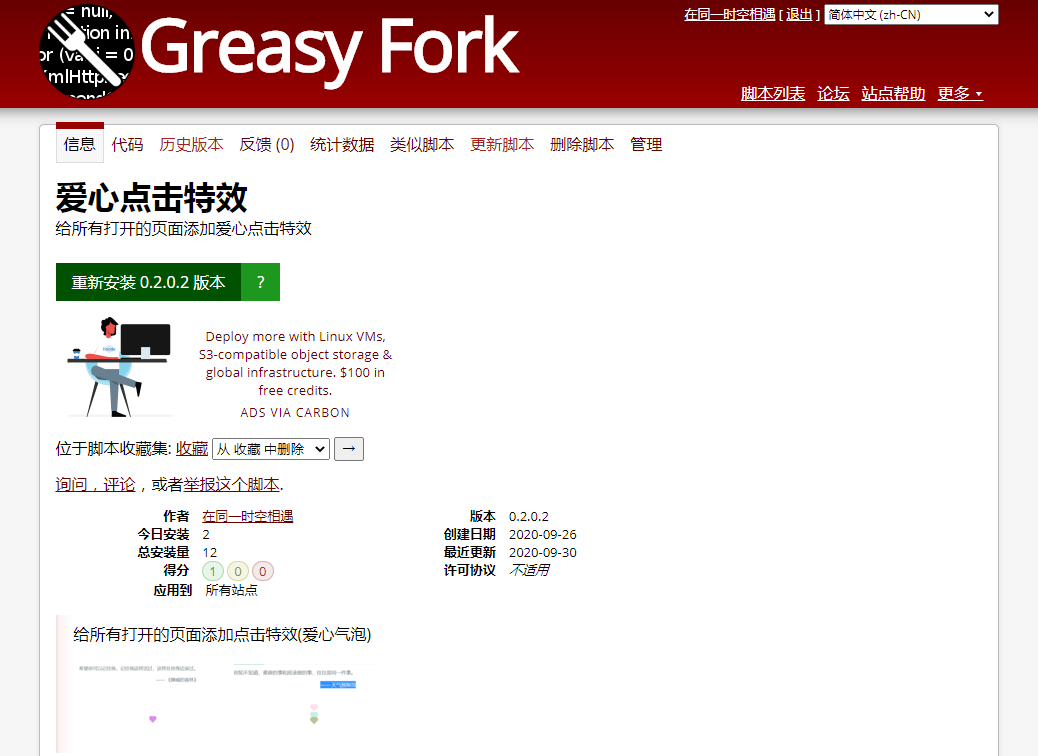 = null,
tion in
or (va i = 0
XmlHttp
Greasy Fork
在同一时空相遇 [ 退出 ] 简体中文 (zh-CN)
脚本列表 论坛 站点帮助 更多
信息 代码 历史版本 反馈 (0) 统计数据 类似脚本 更新脚本 删除脚本 管理
爱心点击特效
给所有打开的页面添加爱心点击特效
重新安装 0.2.0.2 版本 ?
Deploy more with Linux VMs,
S3-compatible object storage &
global infrastructure. $100 in
free credits.
ADS VIA CARBON
位于脚本收藏集: 收藏 从 收藏 中删除 →
询问，评论，或者举报这个脚本.
作者 在同一时空相遇 版本 0.2.0.2
今日安装 2 创建日期 2020-09-26
总安装量 12 最近更新 2020-09-30
得分 1 0 0 许可协议 不适用
应用到 所有站点
给所有打开的页面添加点击特效(爱心气泡)